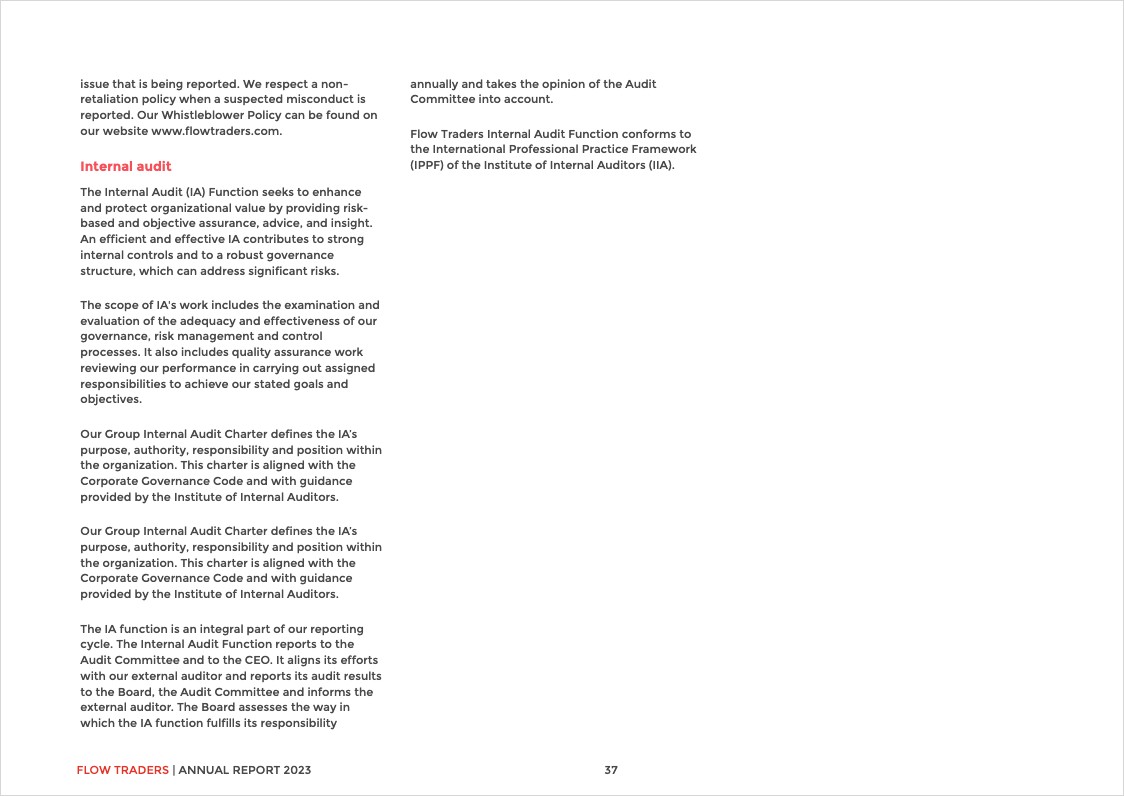 issue that is being reported. We respect a non-
retaliation policy when a suspected misconduct is
reported. Our Whistleblower Policy can be found on
our website www.flowtraders.com.
Internal audit
The Internal Audit (IA) Function seeks to enhance
and protect organizational value by providing risk-
based and objective assurance, advice, and insight.
An efficient and effective IA contributes to strong
internal controls and to a robust governance
structure, which can address significant risks.
The scope of IA's work includes the examination and
evaluation of the adequacy and effectiveness of our
governance, risk management and control
processes. It also includes quality assurance work
reviewing our performance in carrying out assigned
responsibilities to achieve our stated goals and
objectives.
Our Group Internal Audit Charter defines the IA's
purpose, authority, responsibility and position within
the organization. This charter is aligned with the
Corporate Governance Code and with guidance
provided by the Institute of Internal Auditors.
Our Group Internal Audit Charter defines the IA's
purpose, authority, responsibility and position within
the organization. This charter is aligned with the
Corporate Governance Code and with guidance
provided by the Institute of Internal Auditors.
The IA function is an integral part of our reporting
cycle. The Internal Audit Function reports to the
Audit Committee and to the CEO. It aligns its efforts
with our external auditor and reports its audit results
to the Board, the Audit Committee and informs the
external auditor. The Board assesses the way in
which the IA function fulfills its responsibility
annually and takes the opinion of the Audit
Committee into account.
Flow Traders Internal Audit Function conforms to
the International Professional Practice Framework
(IPPF) of the Institute of Internal Auditors (IIA).
FLOW TRADERS | ANNUAL REPORT 2023
37